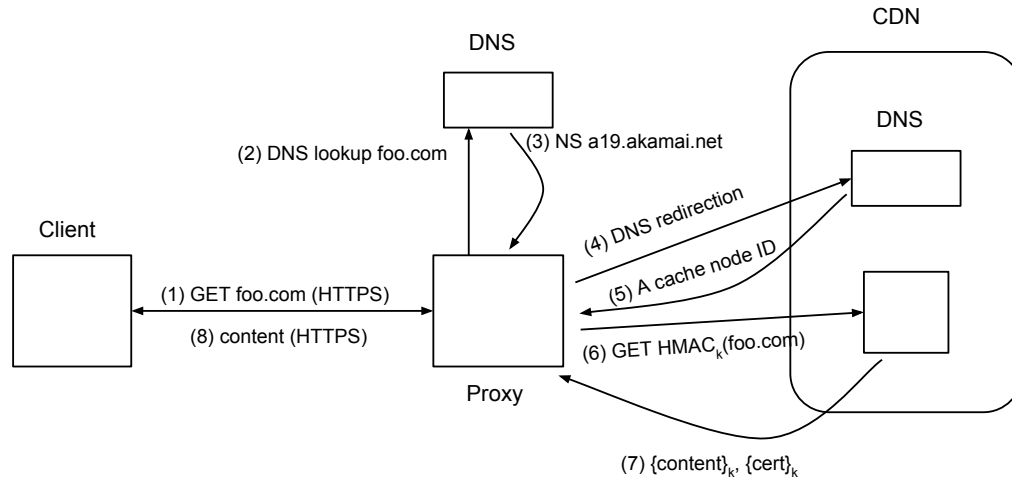 CDN
DNS
DNS
(2) DNS lookup foo.com
(3) NS a19.akamai.net
(4) DNS redirection
Client
(5) A cache node ID
(1) GET foo.com (HTTPS)
(8) content (HTTPS)
(6) GET HMACₖ(foo.com)
Proxy
(7) {content}ₖ, {cert}ₖ